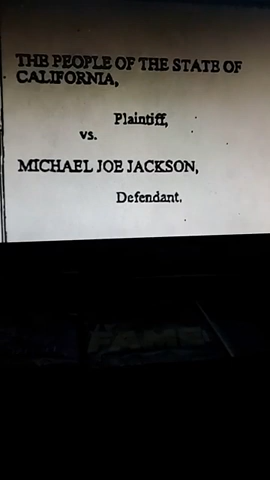 THE PEOPLE OF THE STATE OF
CALIFORNIA,
Plaintiff,
vs.
MICHAEL JOE JACKSON,
Defendant.